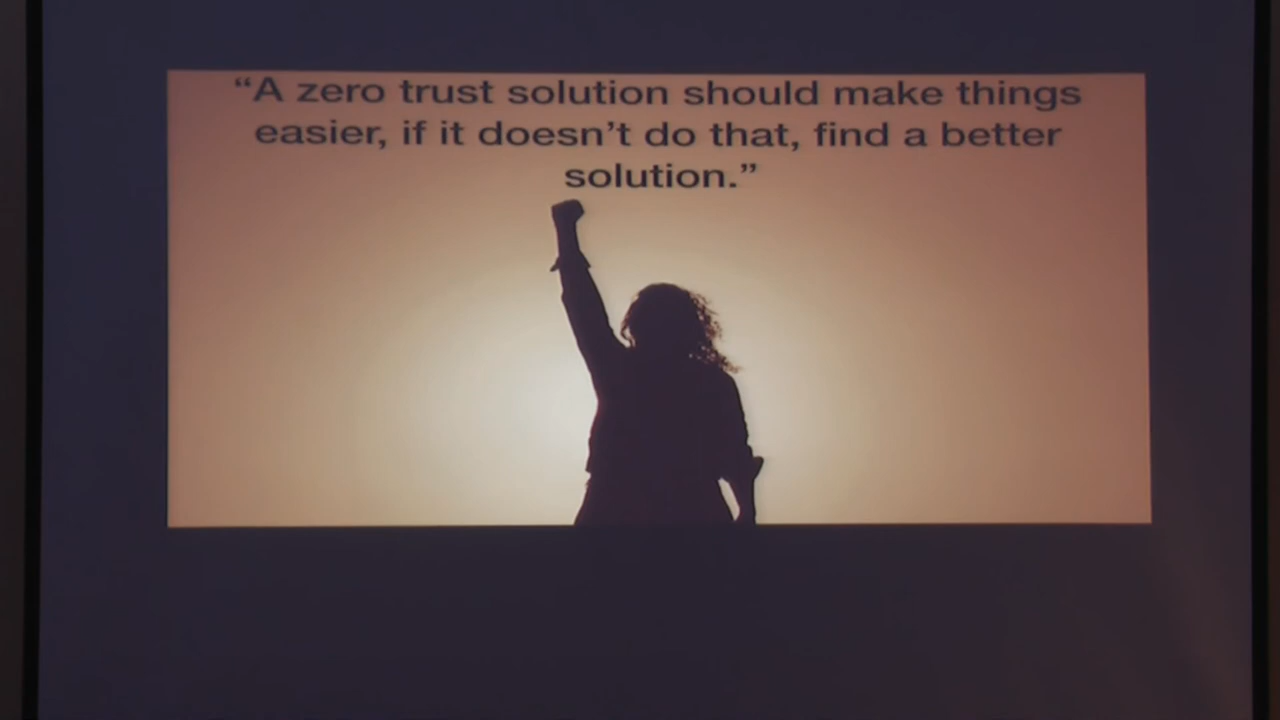 “A zero trust solution should make things
easier, if it doesn’t do that, find a better
solution.”